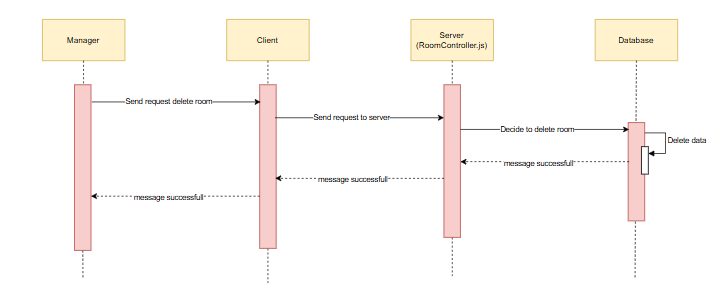 Manager
Client
Server
(RoomController.js)
Database
Send request delete room
Send request to server
Decide to delete room
Delete data
message successfull
message successfull
message successfull